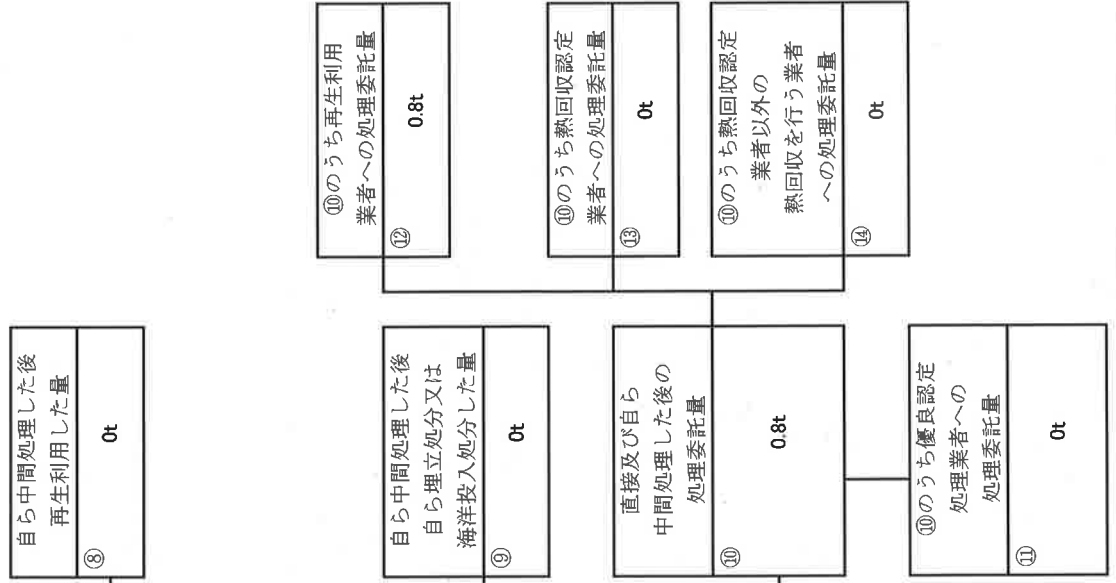 自ら中間処理した後
再生利用した量
⑧
0t
自ら中間処理した後
自ら埋立処分又は
海洋投入処分した量
⑨
0t
直接及び自ら
中間処理した後の
処理委託量
⑩
0.8t
⑩のうち優良認定
処理業者への
処理委託量
⑪
0t
⑩のうち再生利用
業者への処理委託量
⑫
0.8t
⑩のうち熱回収認定
業者への処理委託量
⑬
0t
⑩のうち熱回収認定
業者以外の
熱回収を行う業者
への処理委託量
⑭
0t